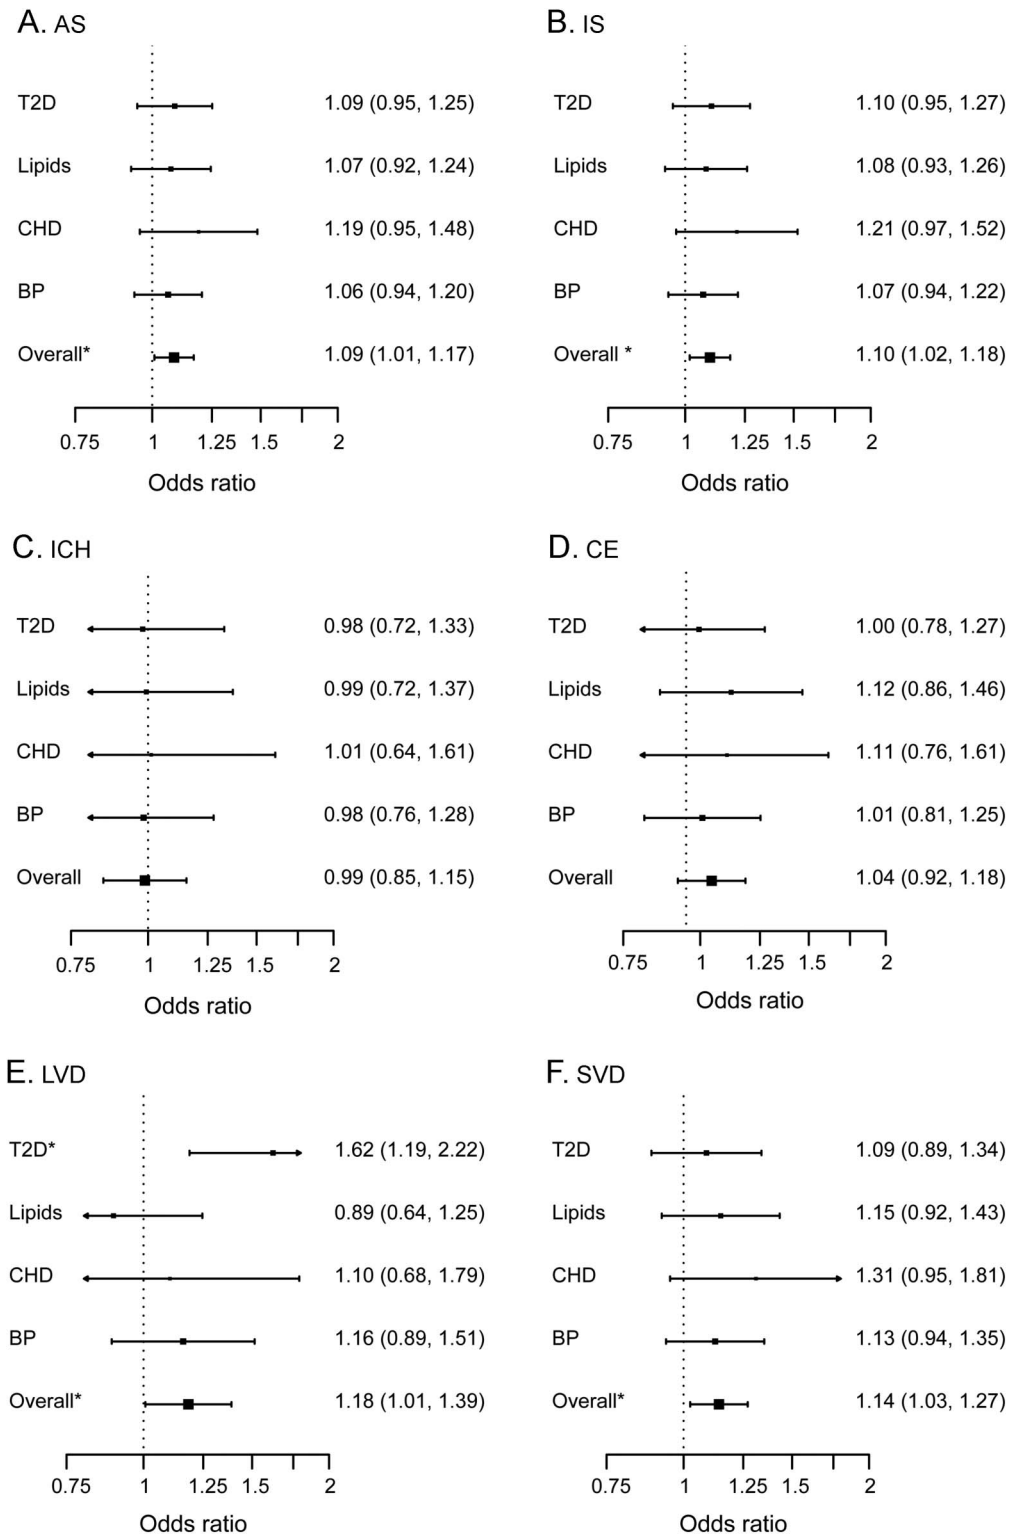 A. AS
T2D 1.09 (0.95, 1.25)
Lipids 1.07 (0.92, 1.24)
CHD 1.19 (0.95, 1.48)
BP 1.06 (0.94, 1.20)
Overall* 1.09 (1.01, 1.17)
0.75 1 1.25 1.5 2
Odds ratio
B. IS
T2D 1.10 (0.95, 1.27)
Lipids 1.08 (0.93, 1.26)
CHD 1.21 (0.97, 1.52)
BP 1.07 (0.94, 1.22)
Overall * 1.10 (1.02, 1.18)
0.75 1 1.25 1.5 2
Odds ratio
C. ICH
T2D 0.98 (0.72, 1.33)
Lipids 0.99 (0.72, 1.37)
CHD 1.01 (0.64, 1.61)
BP 0.98 (0.76, 1.28)
Overall 0.99 (0.85, 1.15)
0.75 1 1.25 1.5 2
Odds ratio
D. CE
T2D 1.00 (0.78, 1.27)
Lipids 1.12 (0.86, 1.46)
CHD 1.11 (0.76, 1.61)
BP 1.01 (0.81, 1.25)
Overall 1.04 (0.92, 1.18)
0.75 1 1.25 1.5 2
Odds ratio
E. LVD
T2D* 1.62 (1.19, 2.22)
Lipids 0.89 (0.64, 1.25)
CHD 1.10 (0.68, 1.79)
BP 1.16 (0.89, 1.51)
Overall* 1.18 (1.01, 1.39)
0.75 1 1.25 1.5 2
Odds ratio
F. SVD
T2D 1.09 (0.89, 1.34)
Lipids 1.15 (0.92, 1.43)
CHD 1.31 (0.95, 1.81)
BP 1.13 (0.94, 1.35)
Overall* 1.14 (1.03, 1.27)
0.75 1 1.25 1.5 2
Odds ratio